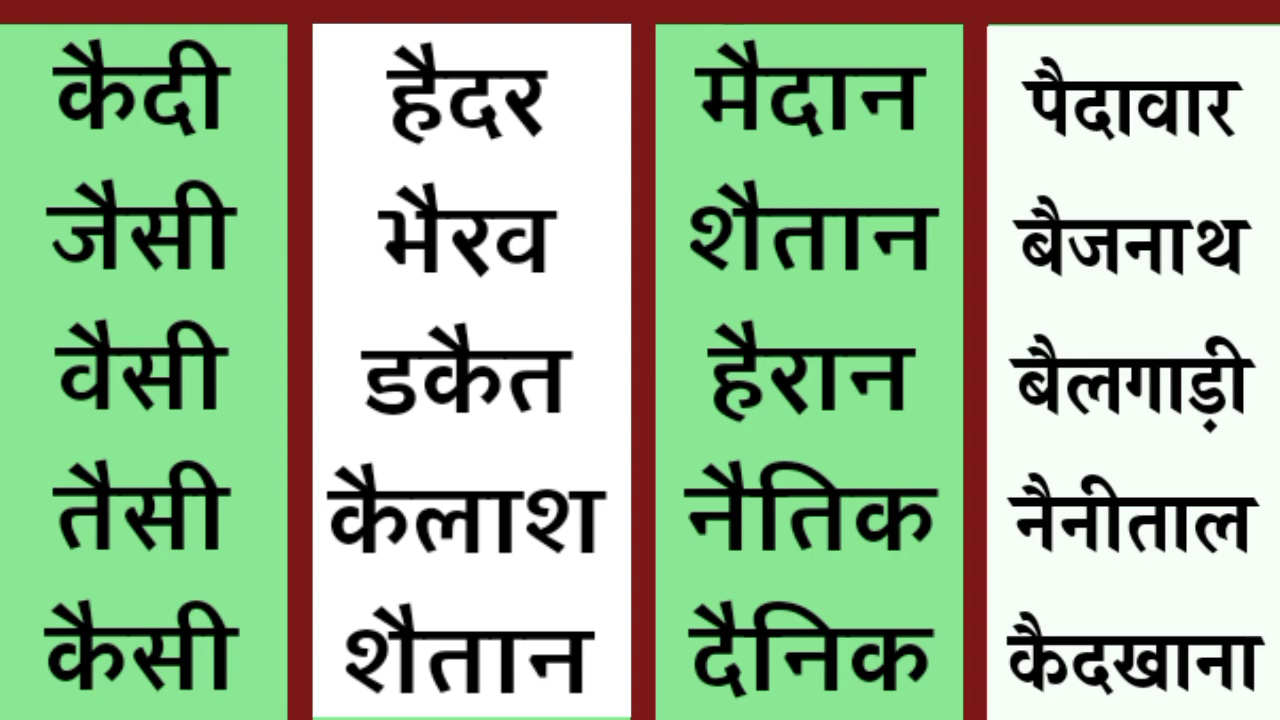 कैदी
जैसी
वैसी
तैसी
कैसी
हैदर
भैरव
डकैत
कैलाश
शैतान
मैदान
शैतान
हैरान
नैतिक
दैनिक
पैदावार
बैजनाथ
बैलगाड़ी
नैनीताल
कैदखाना